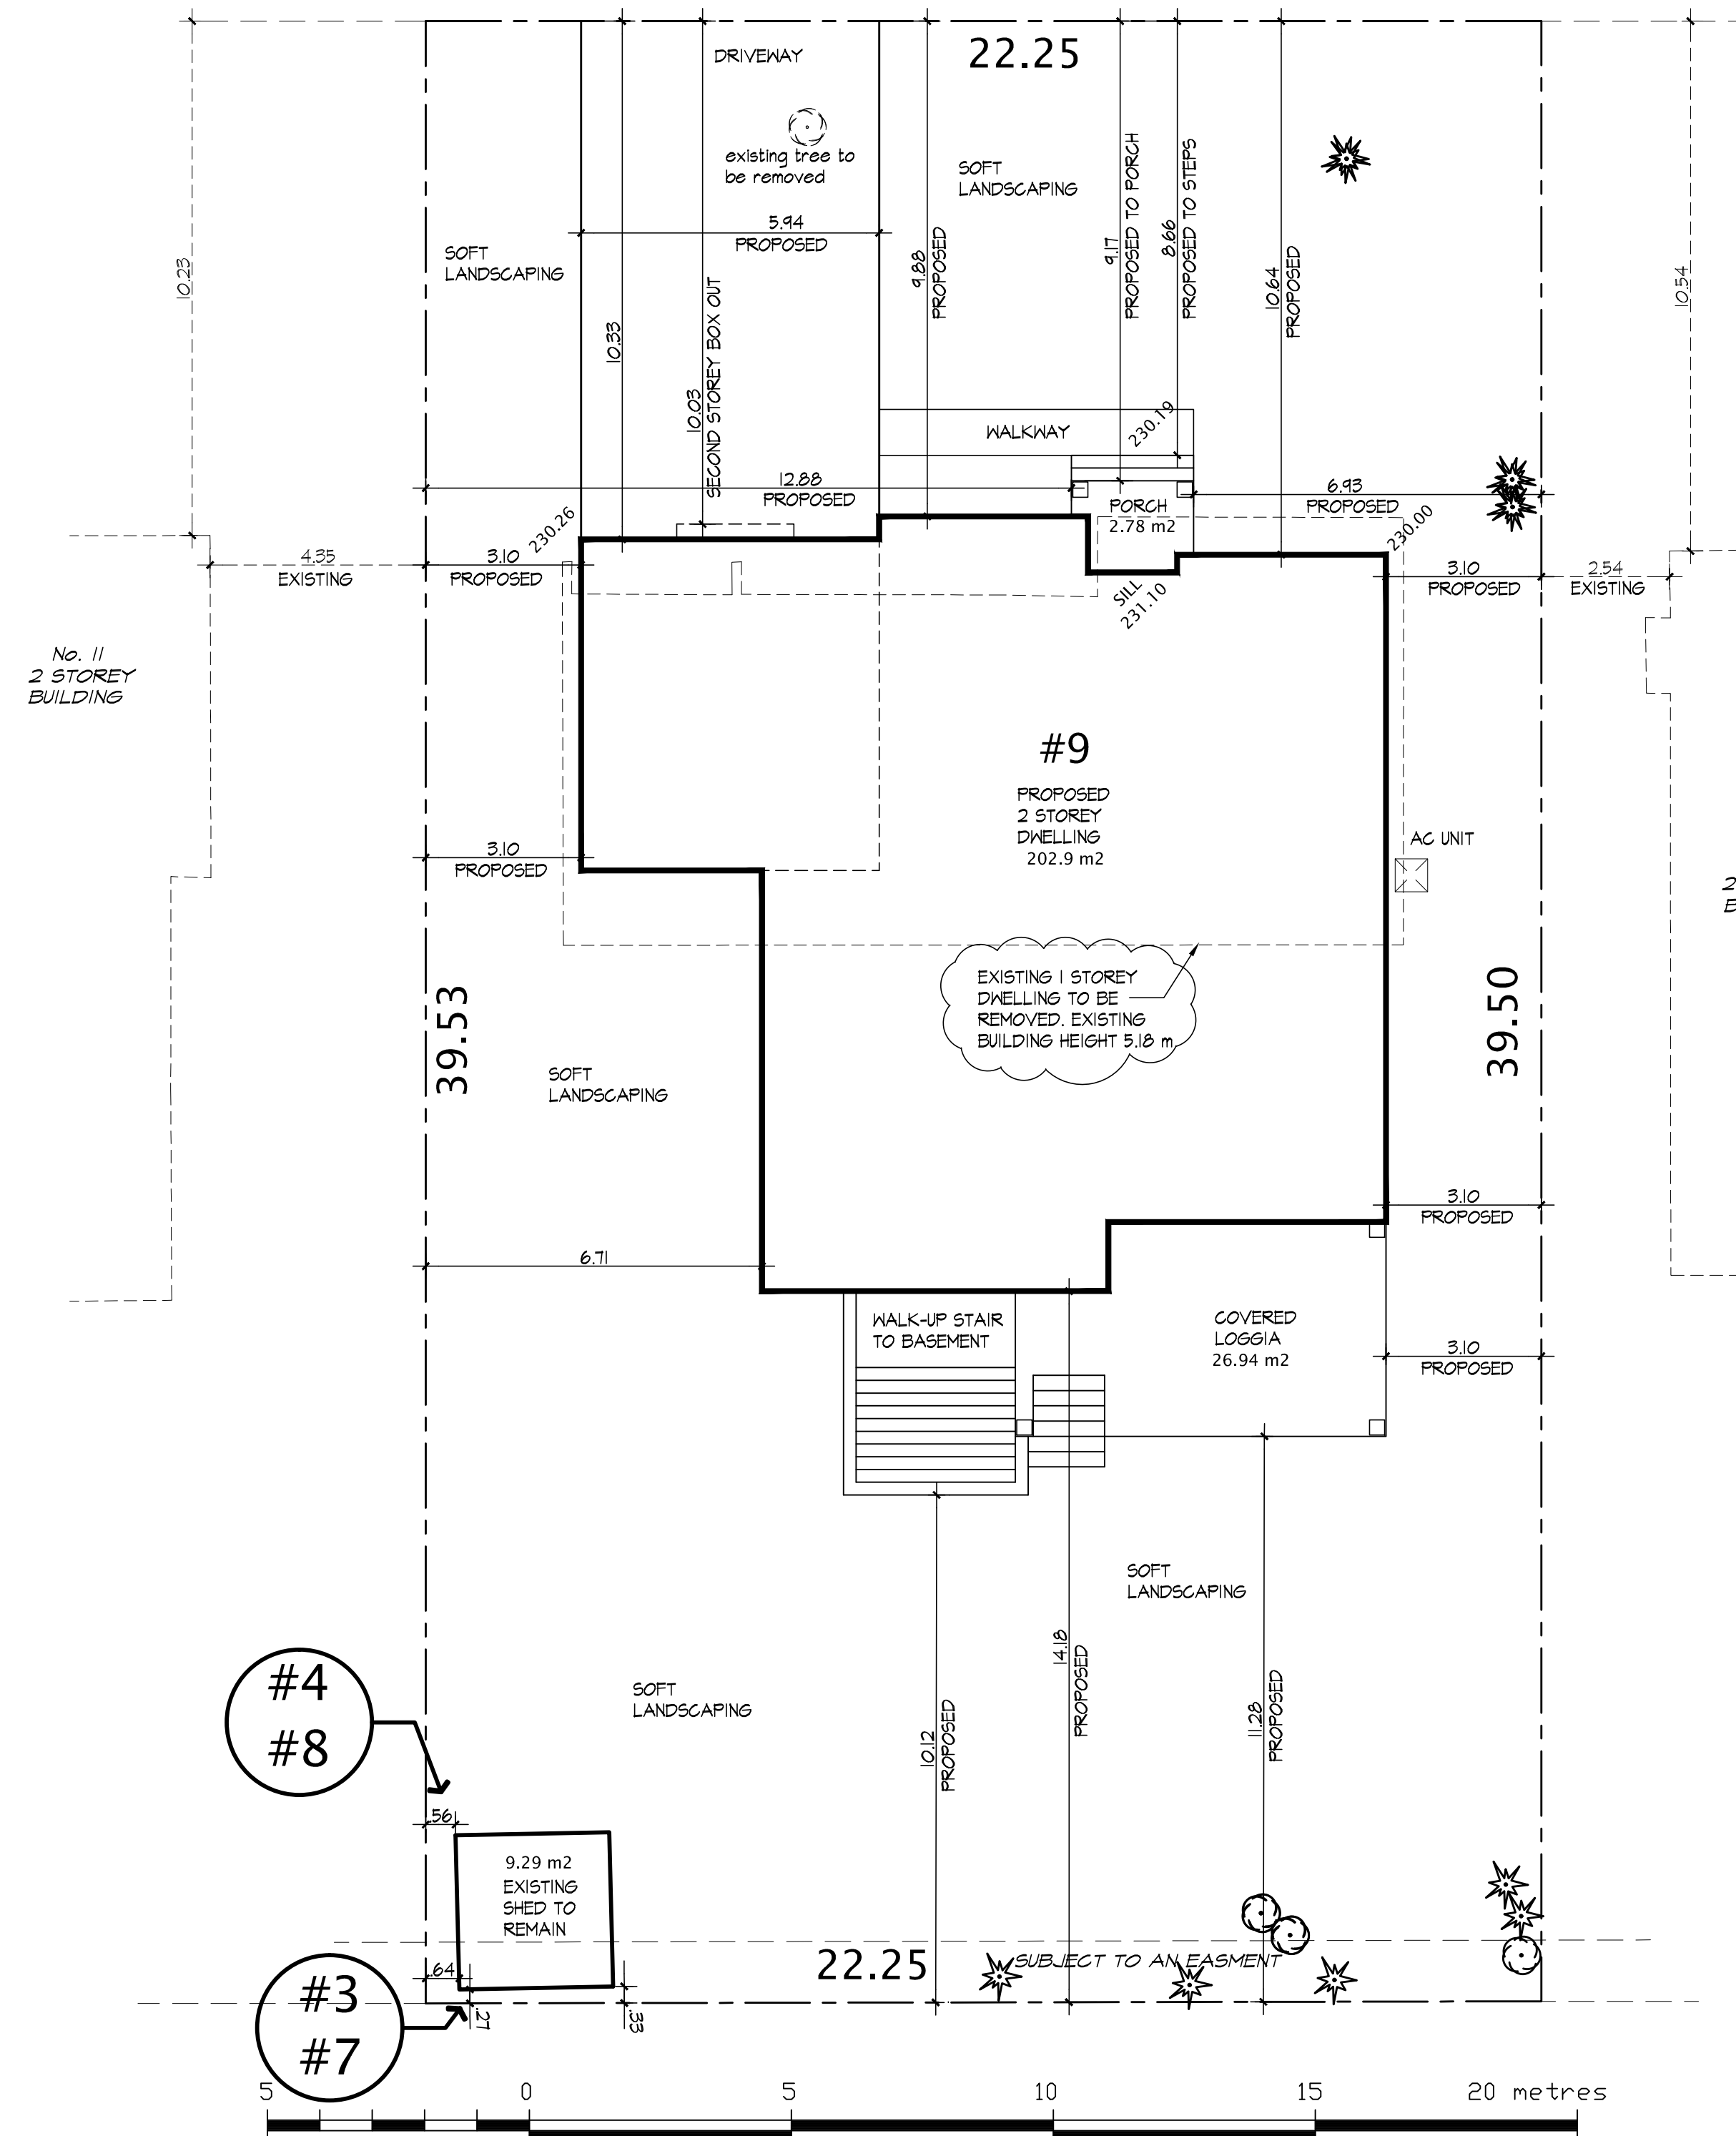 22.25
DRIVEWAY
existing tree to
be removed
SOFT
LANDSCAPING
SOFT
LANDSCAPING
5.94
PROPOSED
10.23
10.33
10.03
SECOND STOREY BOX OUT
9.88
PROPOSED
9.17
PROPOSED TO PORCH
8.66
PROPOSED TO STEPS
10.64
PROPOSED
10.54
WALKWAY
230.19
12.88
PROPOSED
6.93
PROPOSED
PORCH
2.78 m2
230.26
230.00
4.35
EXISTING
3.10
PROPOSED
3.10
PROPOSED
2.54
EXISTING
SILL
231.10
No. 11
2 STOREY
BUILDING
#9
PROPOSED
2 STOREY
DWELLING
202.9 m2
AC UNIT
3.10
PROPOSED
2
B
EXISTING 1 STOREY
DWELLING TO BE
REMOVED. EXISTING
BUILDING HEIGHT 5.18 m
39.53
39.50
SOFT
LANDSCAPING
3.10
PROPOSED
6.71
WALK-UP STAIR
TO BASEMENT
COVERED
LOGGIA
26.94 m2
3.10
PROPOSED
SOFT
LANDSCAPING
14.18
PROPOSED
11.28
PROPOSED
10.12
PROPOSED
SOFT
LANDSCAPING
#4
#8
.56
9.29 m2
EXISTING
SHED TO
REMAIN
22.25
SUBJECT TO AN EASMENT
.64
.27
.33
#3
#7
5 0 5 10 15 20 metres